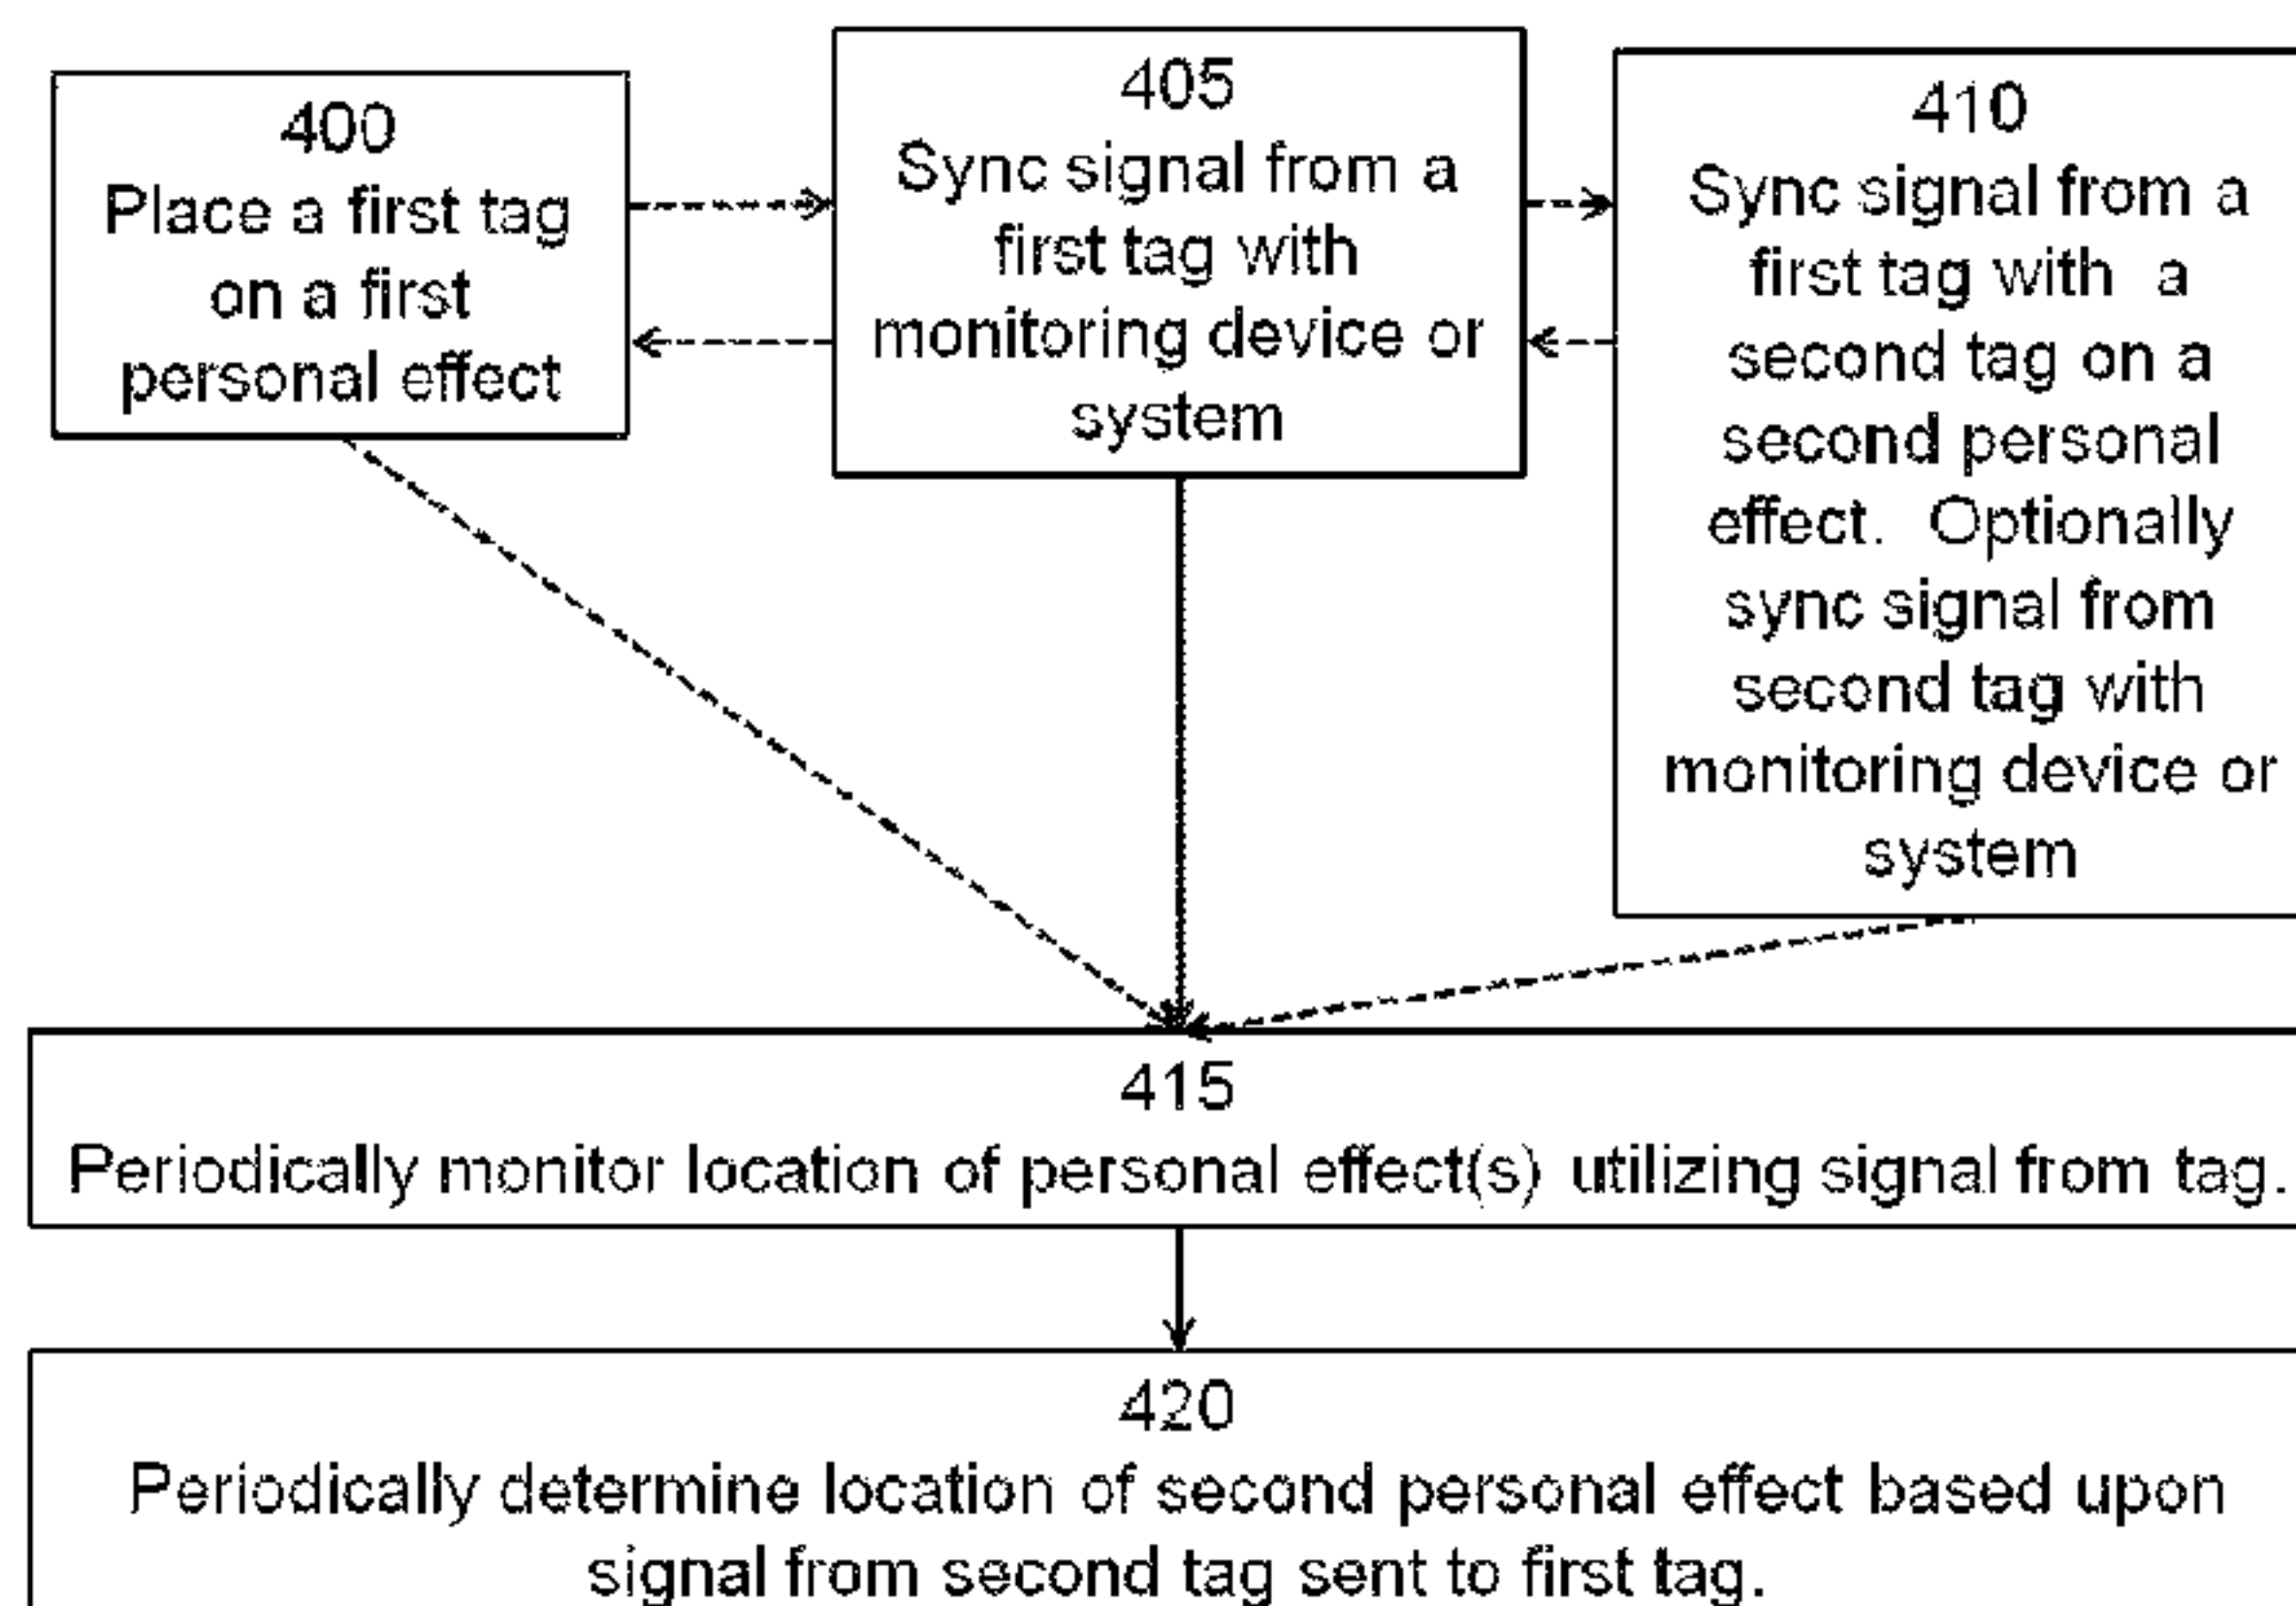 400
Place a first tag
on a first
personal effect
405
Sync signal from a
first tag with
monitoring device or
system
410
Sync signal from a
first tag with a
second tag on a
second personal
effect. Optionally
sync signal from
second tag with
monitoring device or
system
415
Periodically monitor location of personal effect(s) utilizing signal from tag.
420
Periodically determine location of second personal effect based upon
signal from second tag sent to first tag.